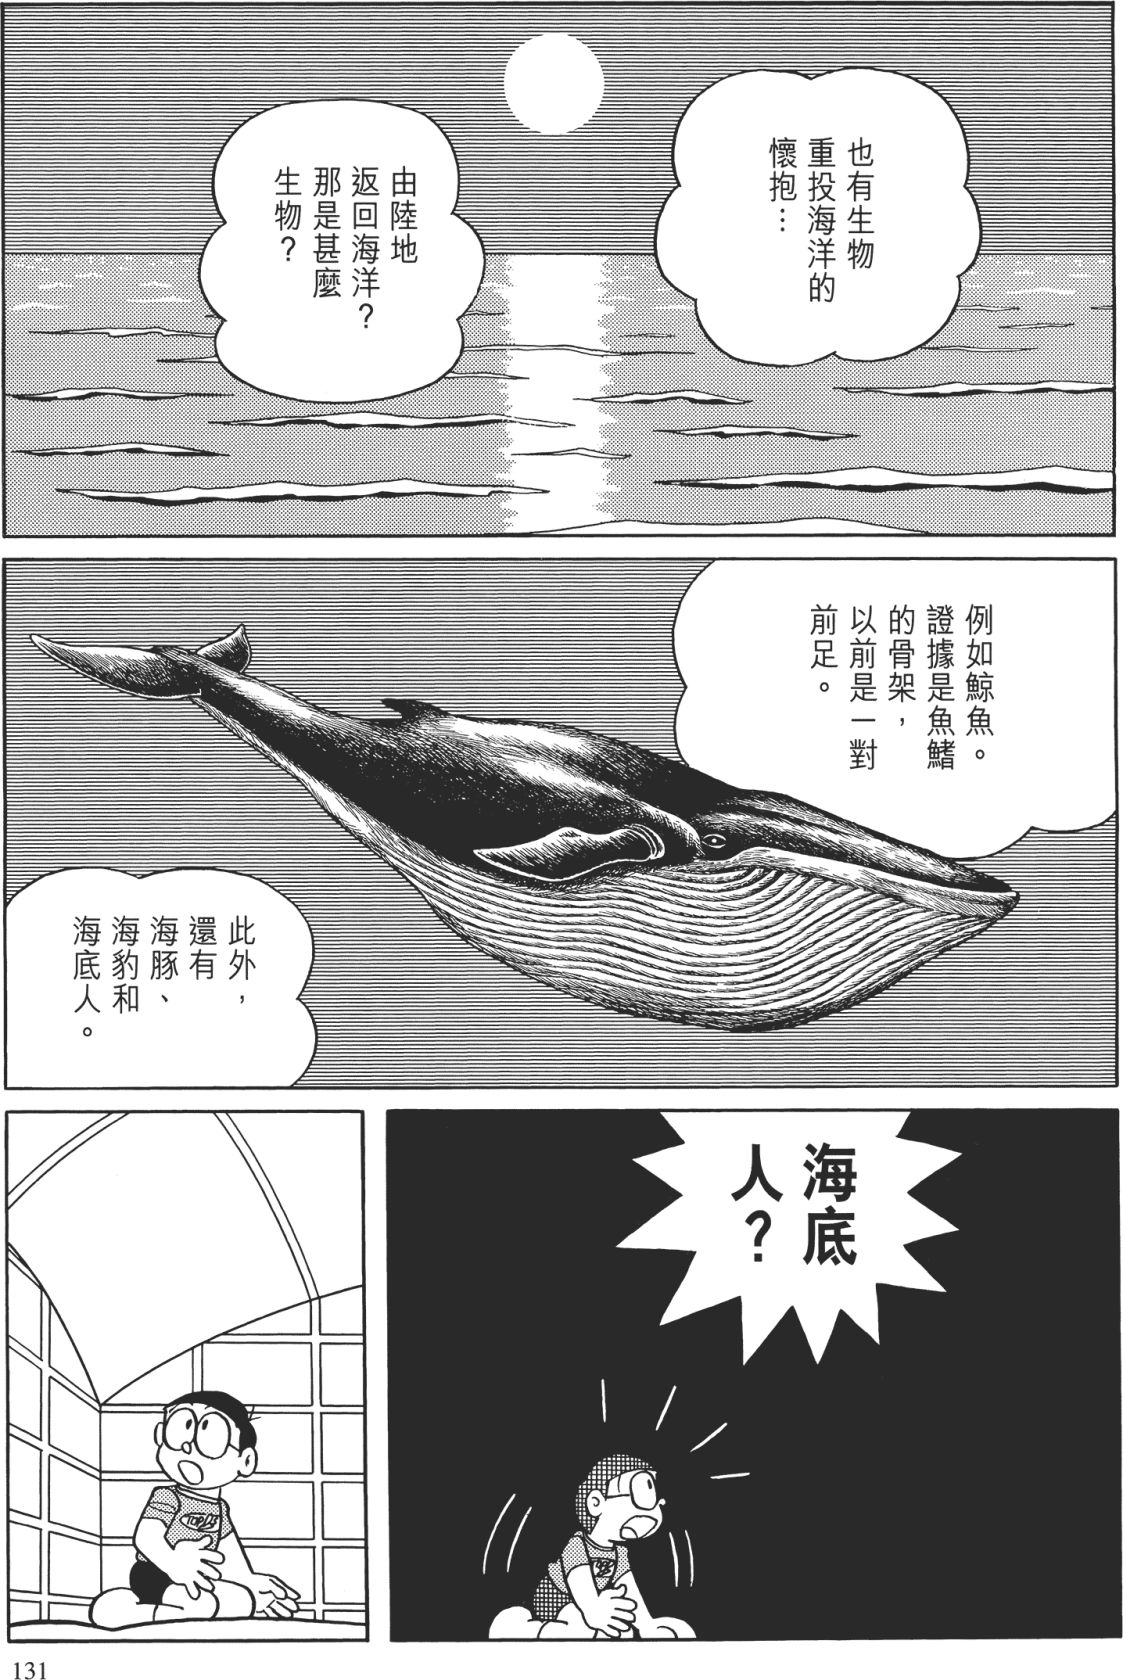 也有生物
重投海洋的
懷抱…
由陸地
返回海洋?
那是甚麼
生物?
例如鯨魚。
證據是魚鰭
的骨架,
以前是一對
前足。
此外,
還有
海豚、
海豹和
海底人。
海底
人?
131